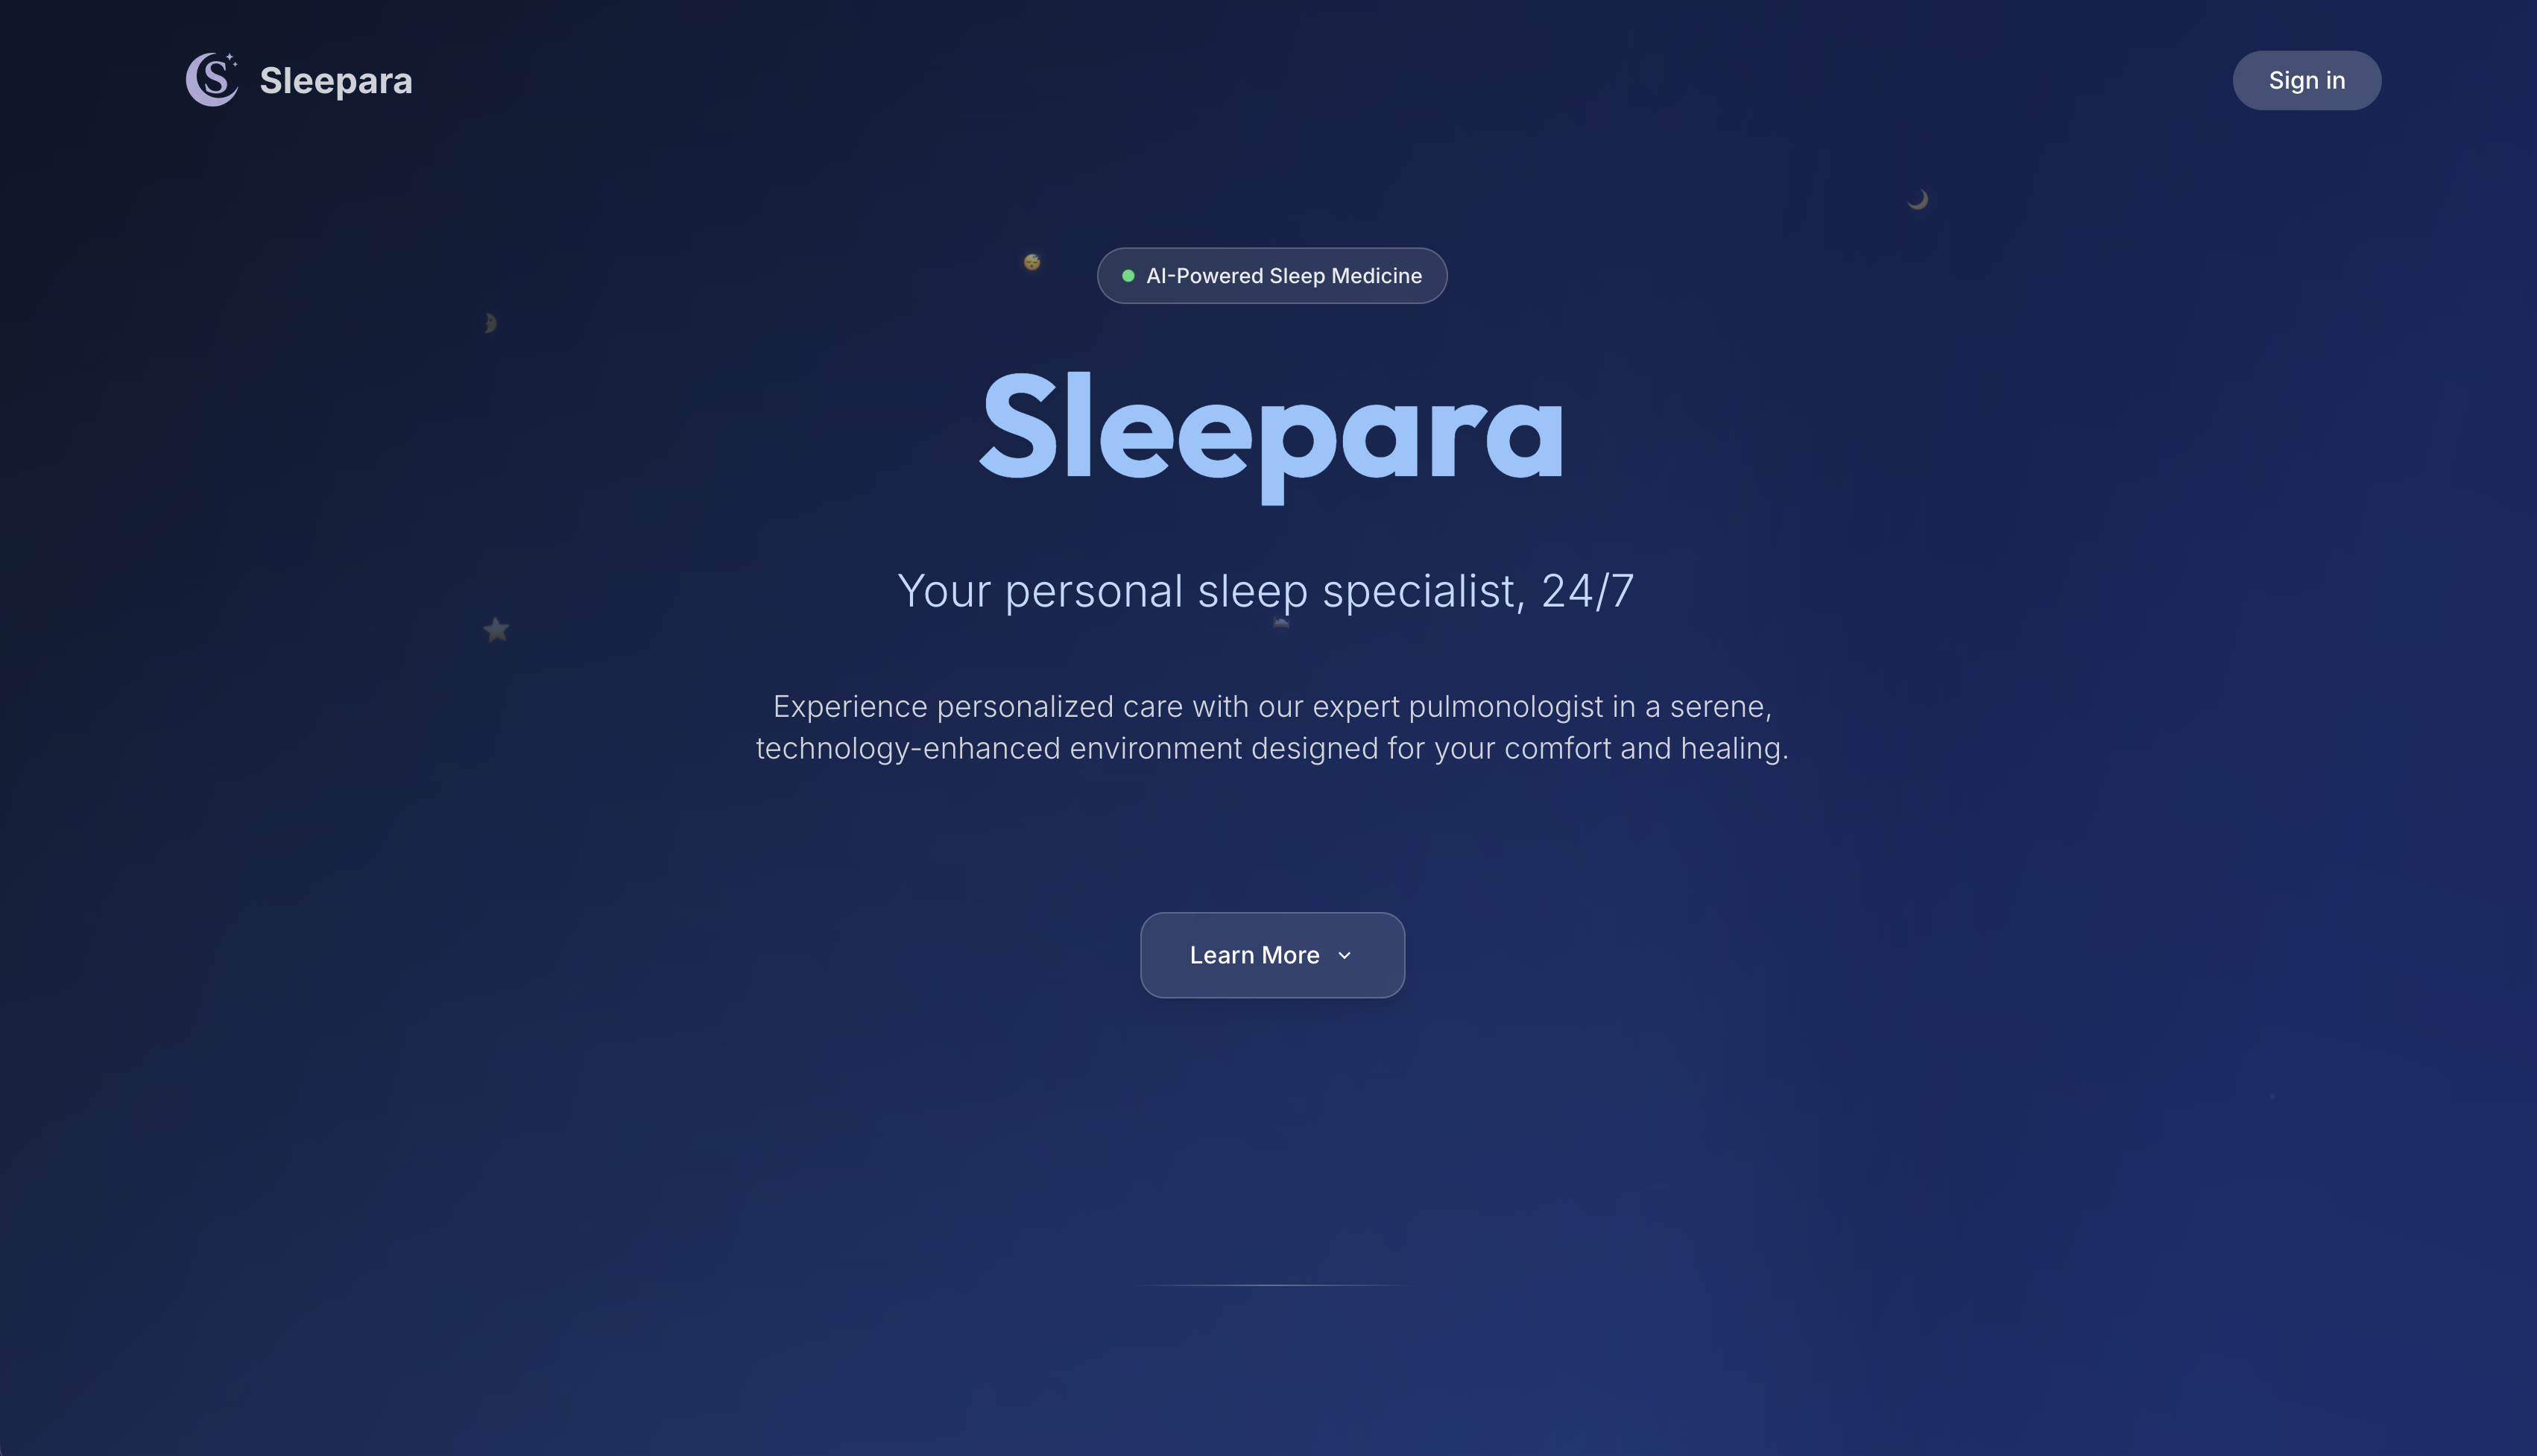 Sleepara
Sign in
AI-Powered Sleep Medicine
Sleepara
Your personal sleep specialist, 24/7
Experience personalized care with our expert pulmonologist in a serene,
technology-enhanced environment designed for your comfort and healing.
Learn More